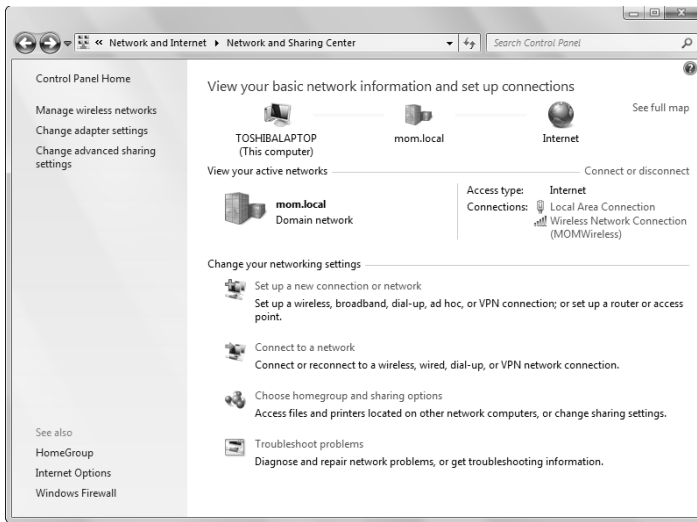 « Network and Internet ▸ Network and Sharing Center
Search Control Panel
Control Panel Home
Manage wireless networks
Change adapter settings
Change advanced sharing
settings
See also
HomeGroup
Internet Options
Windows Firewall
View your basic network information and set up connections
See full map
TOSHIBALAPTOP
(This computer)
mom.local
Internet
View your active networks
Connect or disconnect
mom.local
Domain network
Access type: Internet
Connections: Local Area Connection
Wireless Network Connection
(MOMWireless)
Change your networking settings
Set up a new connection or network
Set up a wireless, broadband, dial-up, ad hoc, or VPN connection; or set up a router or access
point.
Connect to a network
Connect or reconnect to a wireless, wired, dial-up, or VPN network connection.
Choose homegroup and sharing options
Access files and printers located on other network computers, or change sharing settings.
Troubleshoot problems
Diagnose and repair network problems, or get troubleshooting information.